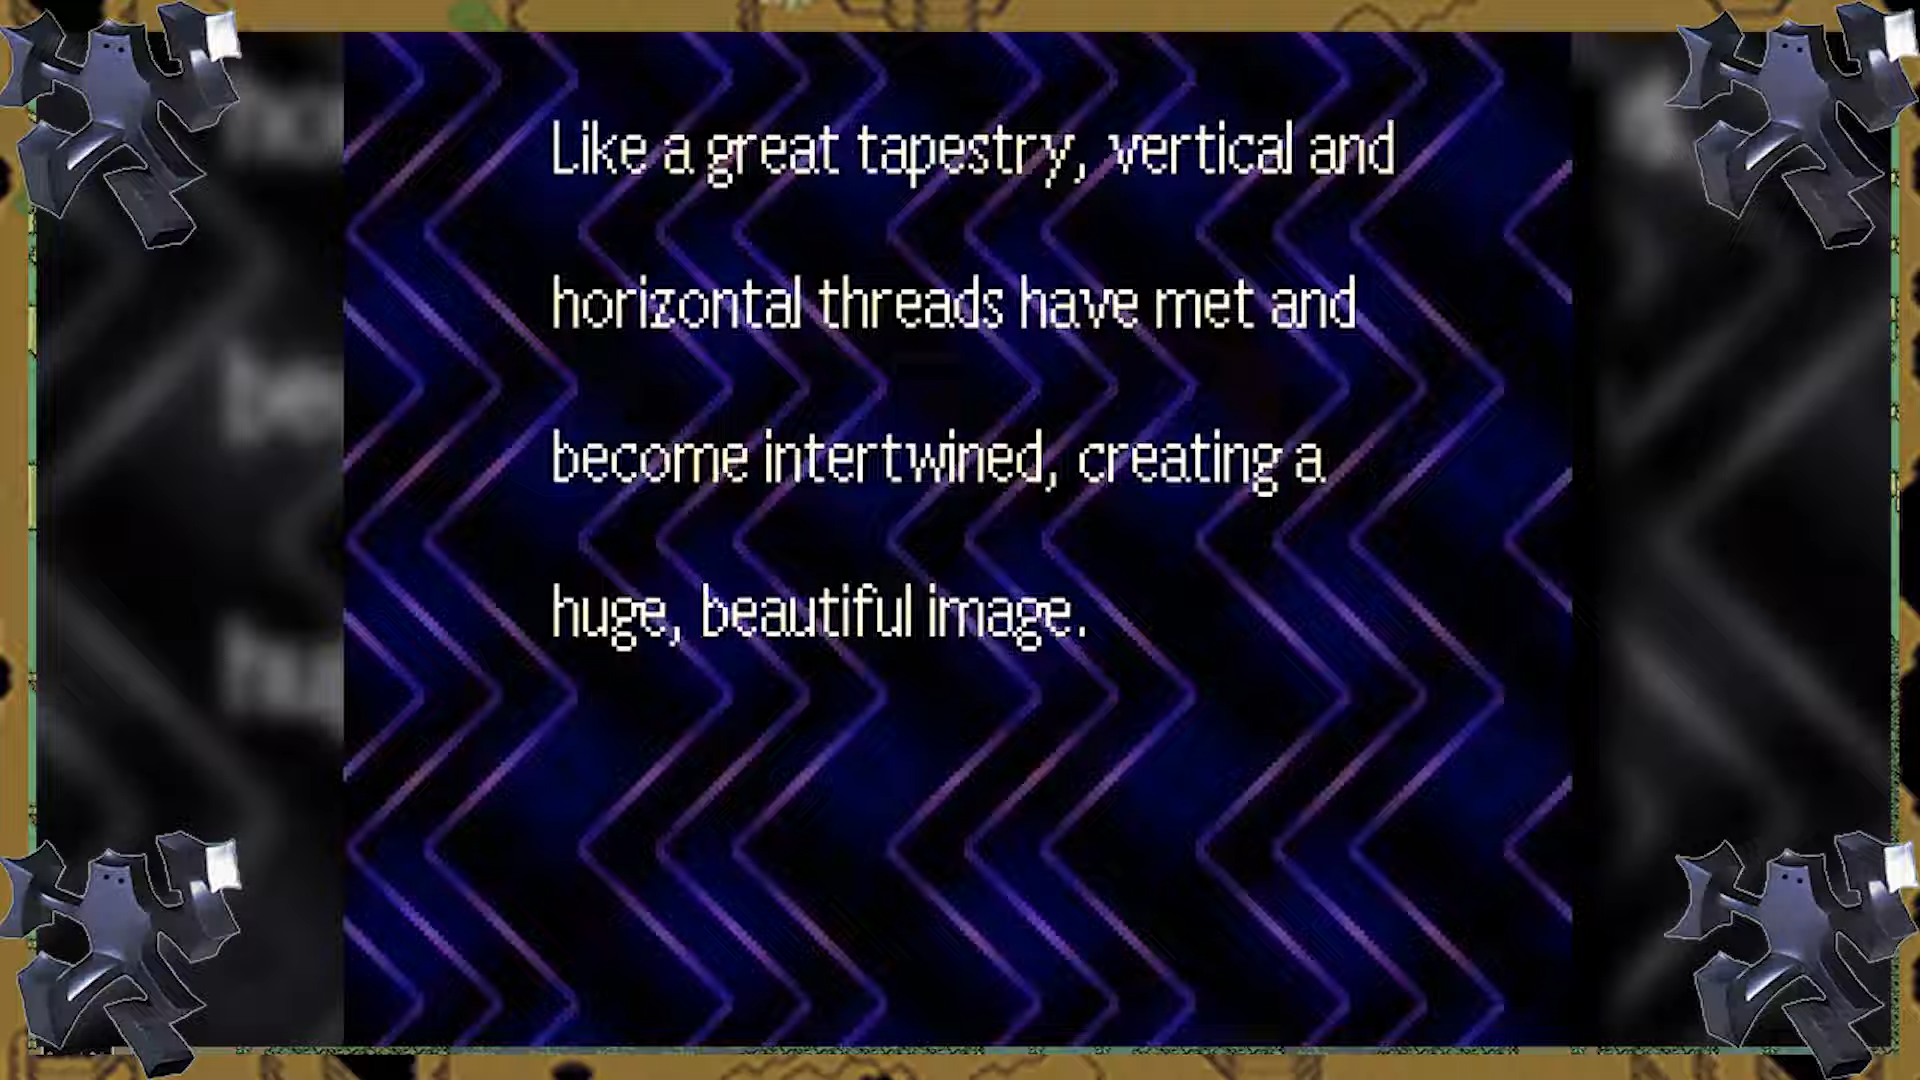 Like a great tapestry, vertical and
horizontal threads have met and
become intertwined, creating a
huge, beautiful image.